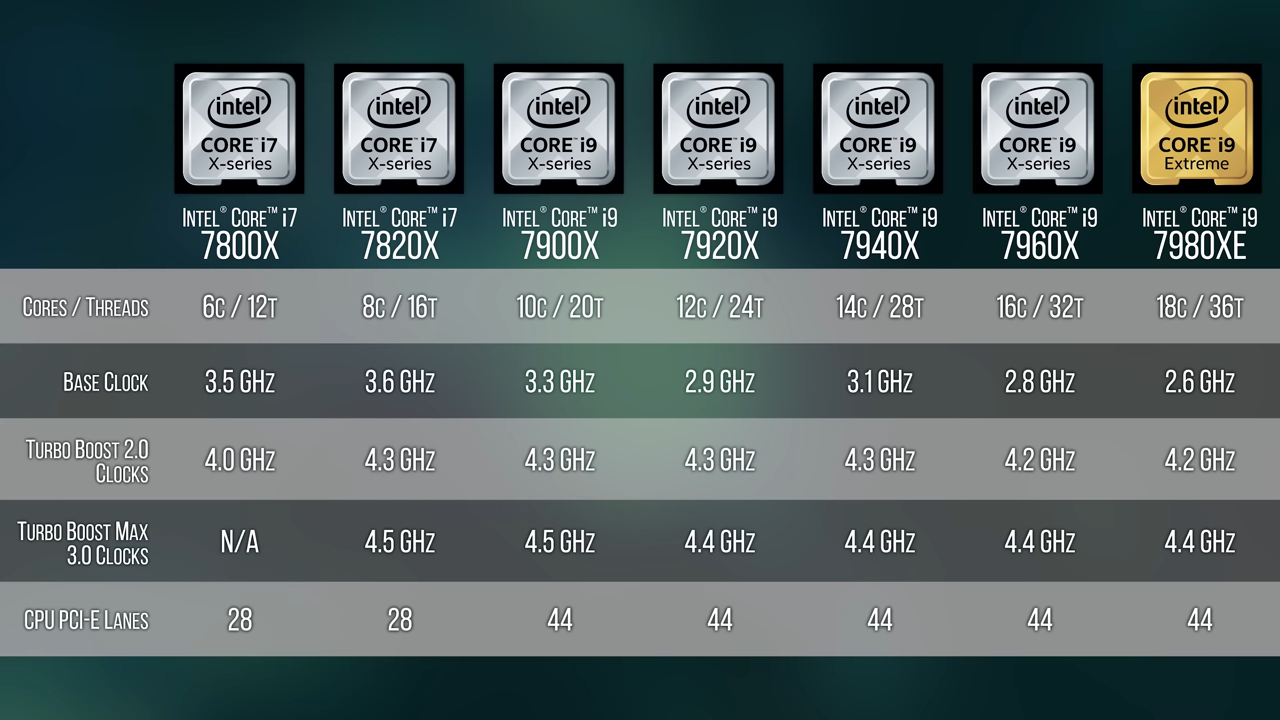 intel® intel® intel® intel® intel® intel® intel®
CORE™ i7 CORE™ i7 CORE™ i9 CORE™ i9 CORE™ i9 CORE™ i9 CORE™ i9
X-series X-series X-series X-series X-series X-series Extreme
Intel® Core™ i7 Intel® Core™ i7 Intel® Core™ i9 Intel® Core™ i9 Intel® Core™ i9 Intel® Core™ i9 Intel® Core™ i9
7800X 7820X 7900X 7920X 7940X 7960X 7980XE
Cores / Threads 6c / 12t 8c / 16t 10c / 20t 12c / 24t 14c / 28t 16c / 32t 18c / 36t
Base Clock 3.5 GHz 3.6 GHz 3.3 GHz 2.9 GHz 3.1 GHz 2.8 GHz 2.6 GHz
Turbo Boost 2.0
Clocks 4.0 GHz 4.3 GHz 4.3 GHz 4.3 GHz 4.3 GHz 4.2 GHz 4.2 GHz
Turbo Boost Max
3.0 Clocks N/A 4.5 GHz 4.5 GHz 4.4 GHz 4.4 GHz 4.4 GHz 4.4 GHz
CPU PCI-E Lanes 28 28 44 44 44 44 44